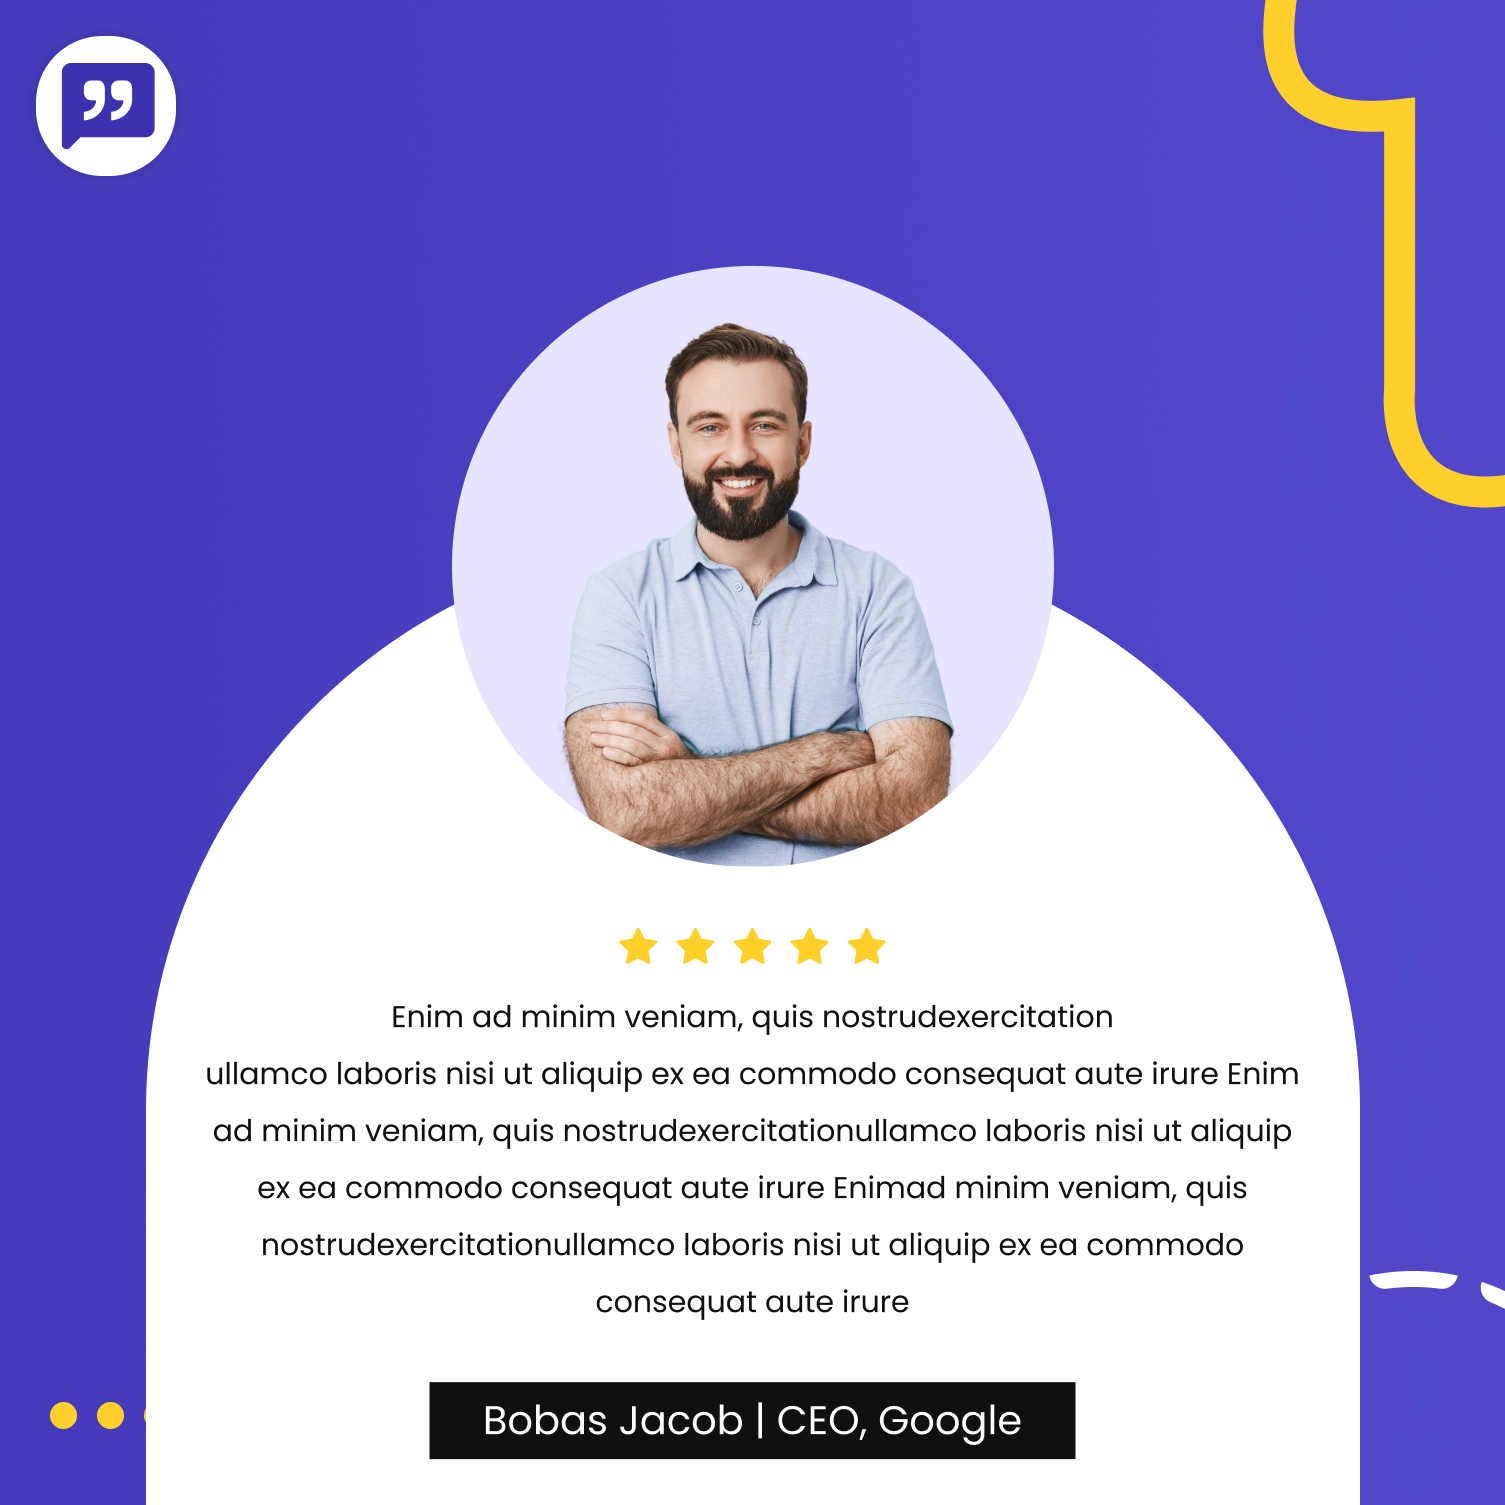 Enim ad minim veniam, quis nostrudexercitation
ullamco laboris nisi ut aliquip ex ea commodo consequat aute irure Enim
ad minim veniam, quis nostrudexercitationullamco laboris nisi ut aliquip
ex ea commodo consequat aute irure Enimad minim veniam, quis
nostrudexercitationullamco laboris nisi ut aliquip ex ea commodo
consequat aute irure
Bobas Jacob | CEO, Google